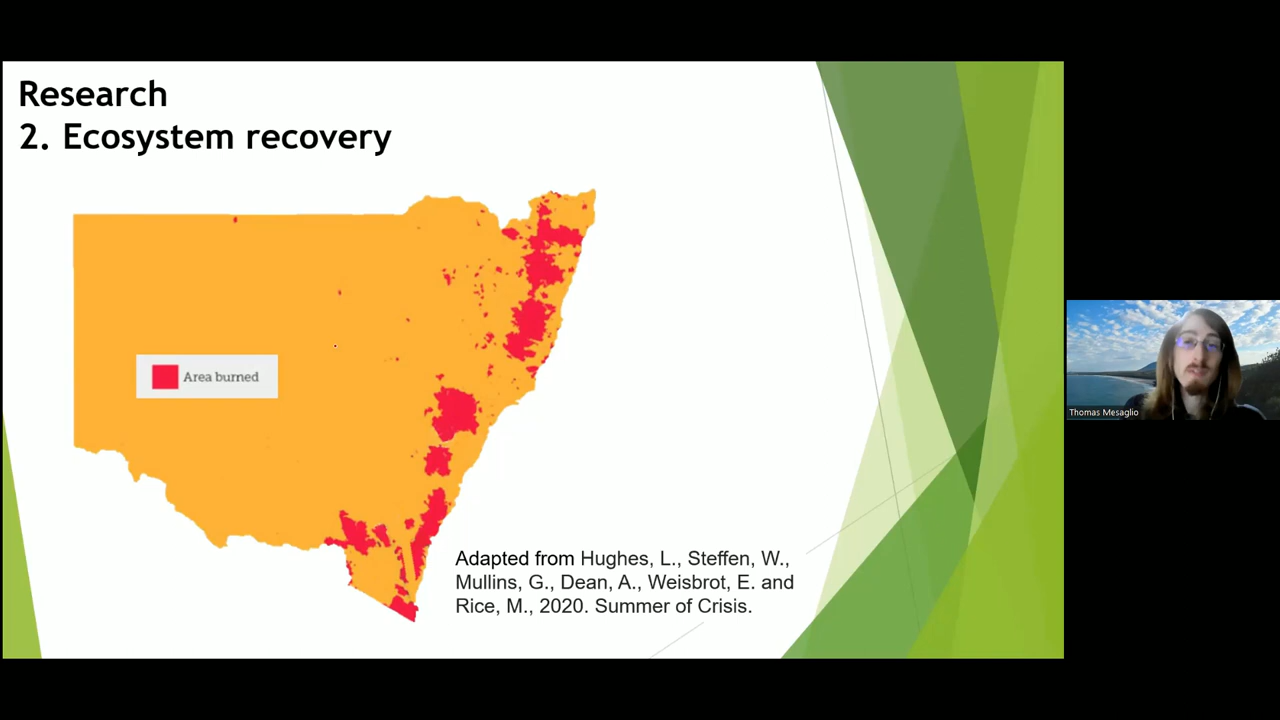 Research
2. Ecosystem recovery
Area burned
Adapted from Hughes, L., Steffen, W.,
Mullins, G., Dean, A., Weisbrot, E. and
Rice, M., 2020. Summer of Crisis.
Thomas Mesaglio